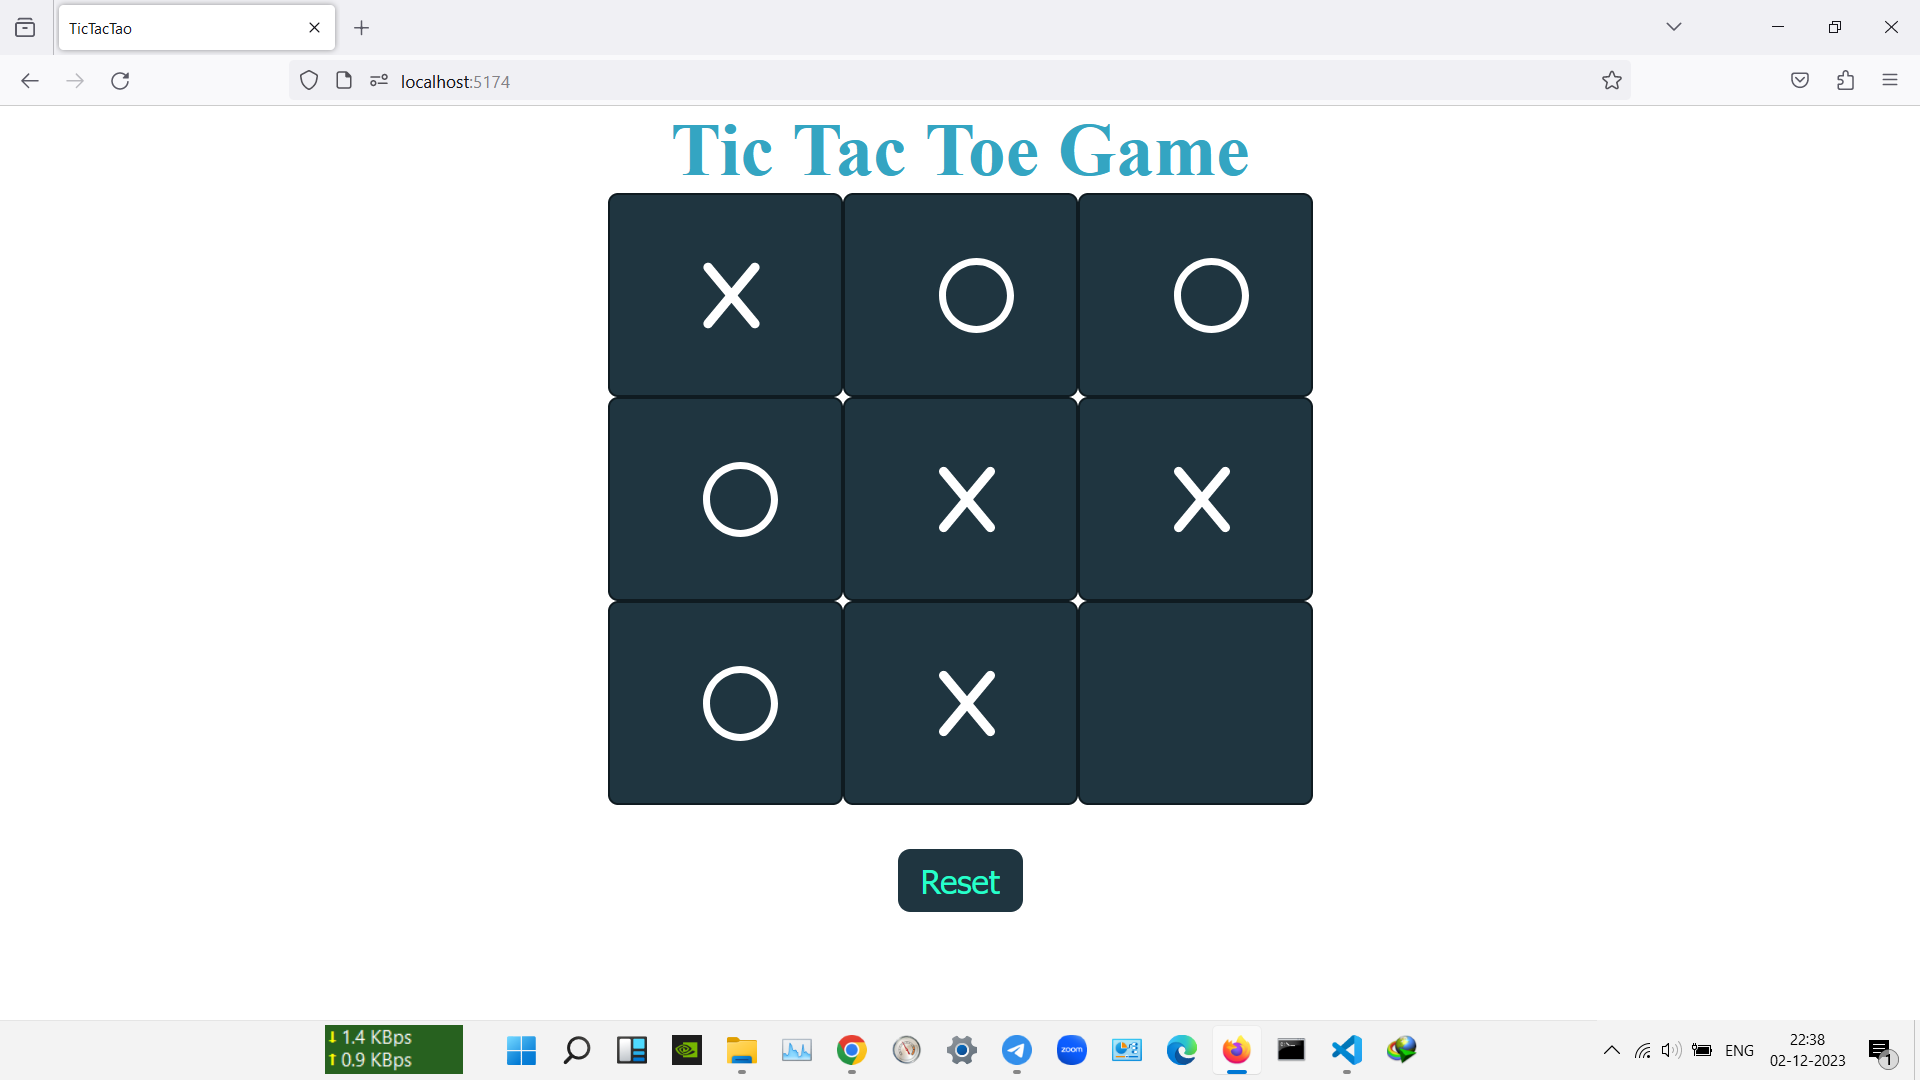 TicTacTao
localhost:5174
Tic Tac Toe Game
X O O
O X X
O X
Reset
1.4 KBps
0.9 KBps
zoom
ENG
22:38
02-12-2023
1